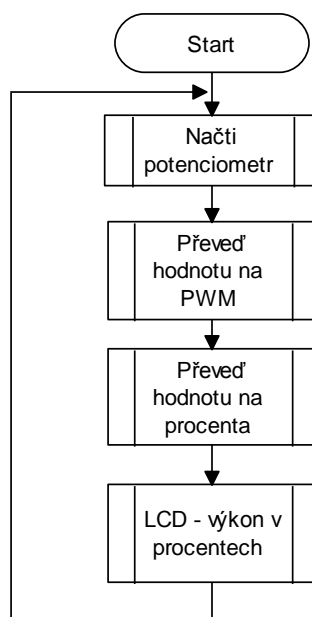 Start
Načti
potenciometr
Převeď
hodnotu na
PWM
Převeď
hodnotu na
procenta
LCD - výkon v
procentech